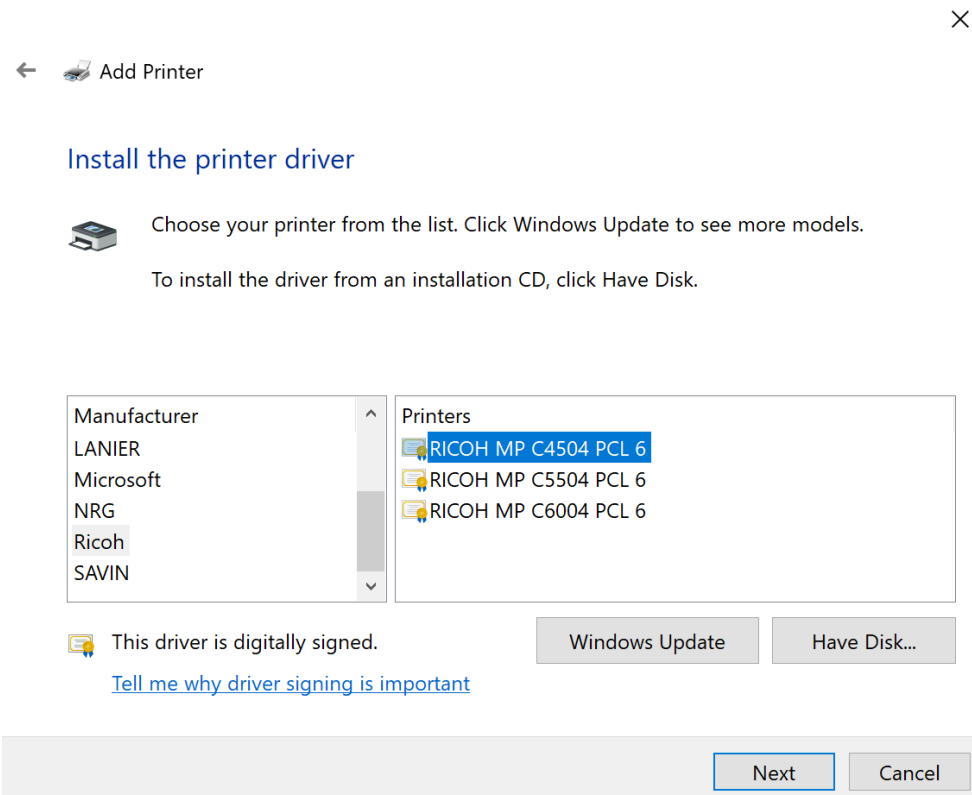 Add Printer
Install the printer driver
Choose your printer from the list. Click Windows Update to see more models.
To install the driver from an installation CD, click Have Disk.
Manufacturer
LANIER
Microsoft
NRG
Ricoh
SAVIN
Printers
RICOH MP C4504 PCL 6
RICOH MP C5504 PCL 6
RICOH MP C6004 PCL 6
This driver is digitally signed.
Tell me why driver signing is important
Windows Update
Have Disk...
Next
Cancel